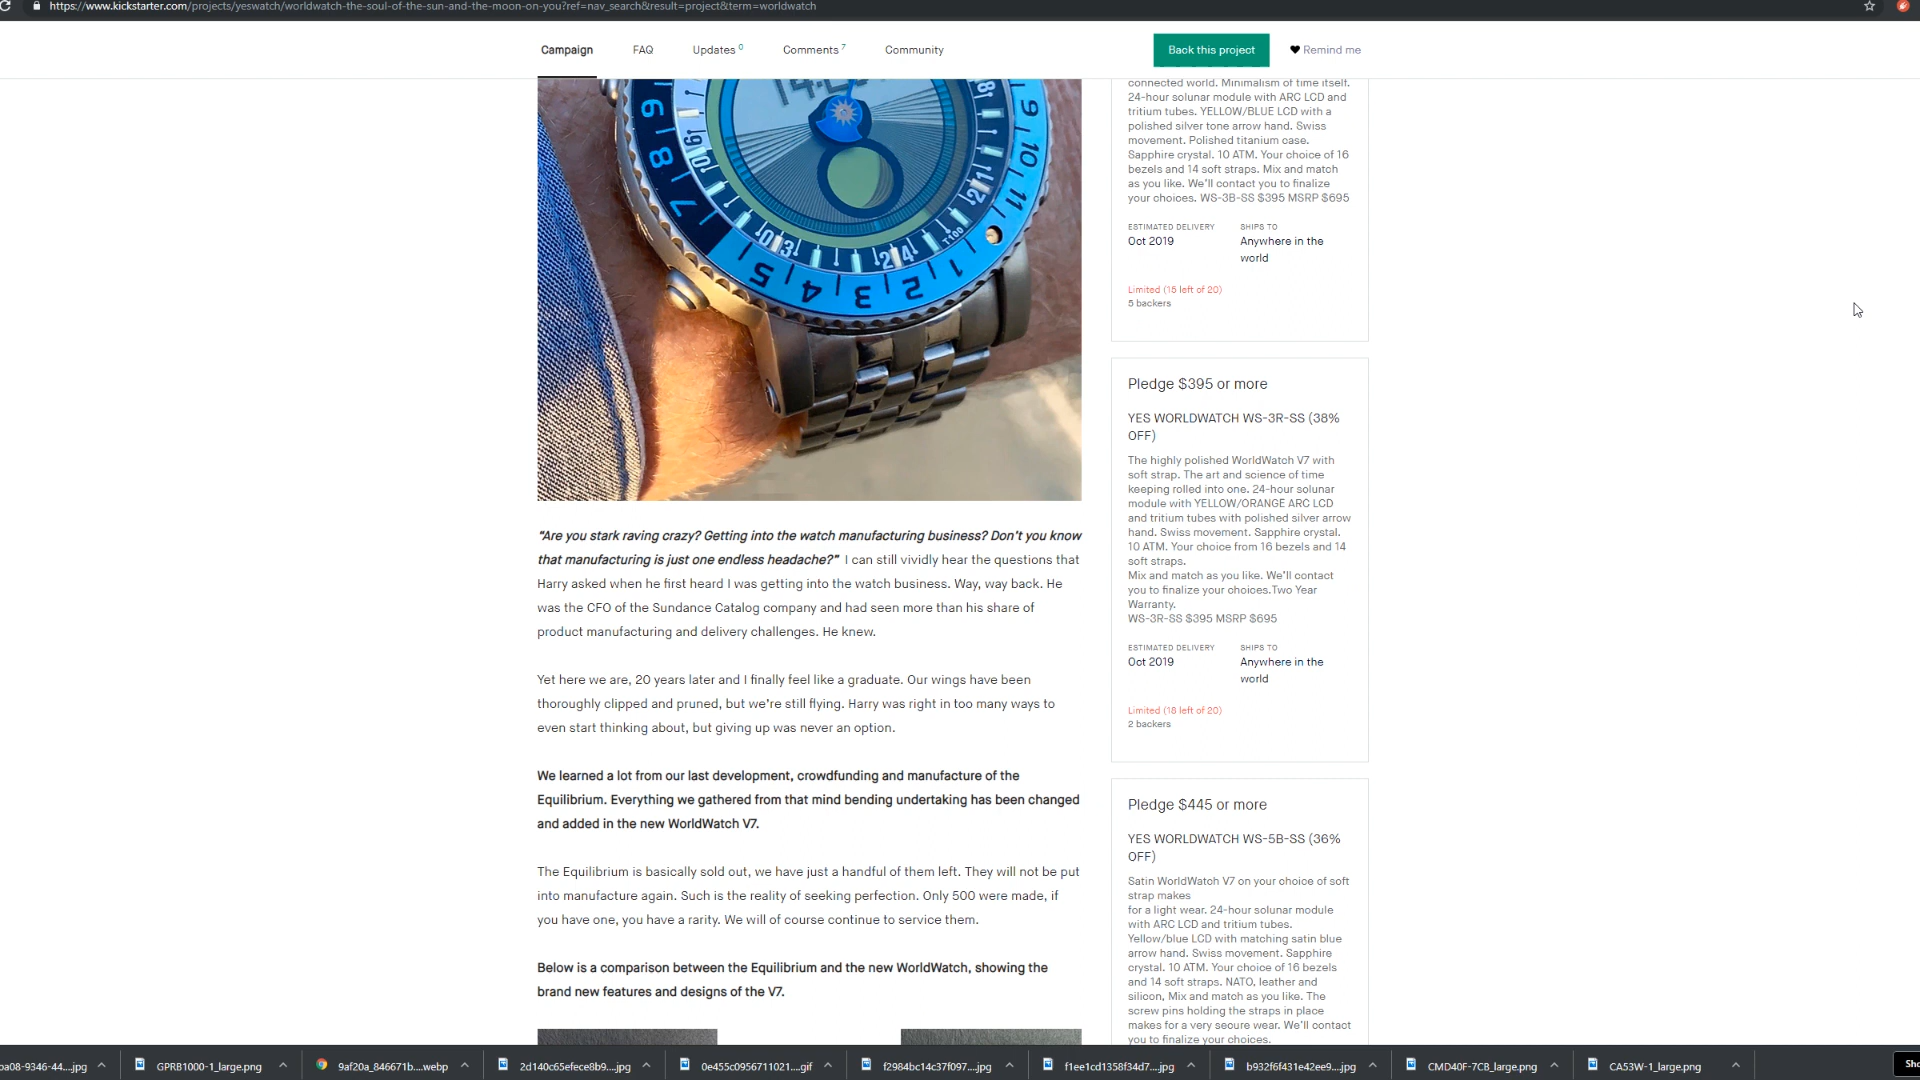 https://www.kickstarter.com/projects/yeswatch/worldwatch-the-soul-of-the-sun-and-the-moon-on-you?ref=nav_search&result=project&term=worldwatch
Campaign
FAQ
Updates 0
Comments 7
Community
Back this project
Remind me
9 8 7 5 4 3 2 1 11 10 9
T100
"Are you stark raving crazy? Getting into the watch manufacturing business? Don't you know
that manufacturing is just one endless headache?" I can still vividly hear the questions that
Harry asked when he first heard I was getting into the watch business. Way, way back. He
was the CFO of the Sundance Catalog company and had seen more than his share of
product manufacturing and delivery challenges. He knew.
Yet here we are, 20 years later and I finally feel like a graduate. Our wings have been
thoroughly clipped and pruned, but we're still flying. Harry was right in too many ways to
even start thinking about, but giving up was never an option.
We learned a lot from our last development, crowdfunding and manufacture of the
Equilibrium. Everything we gathered from that mind bending undertaking has been changed
and added in the new WorldWatch V7.
The Equilibrium is basically sold out, we have just a handful of them left. They will not be put
into manufacture again. Such is the reality of seeking perfection. Only 500 were made, if
you have one, you have a rarity. We will of course continue to service them.
Below is a comparison between the Equilibrium and the new WorldWatch, showing the
brand new features and designs of the V7.
connected world. Minimalism of time itself.
24-hour solunar module with ARC LCD and
tritium tubes. YELLOW/BLUE LCD with a
polished silver tone arrow hand. Swiss
movement. Polished titanium case.
Sapphire crystal. 10 ATM. Your choice of 16
bezels and 14 soft straps. Mix and match
as you like. We'll contact you to finalize
your choices. WS-3B-SS $395 MSRP $695
ESTIMATED DELIVERY
Oct 2019
SHIPS TO
Anywhere in the
world
Limited (15 left of 20)
5 backers
Pledge $395 or more
YES WORLDWATCH WS-3R-SS (38%
OFF)
The highly polished WorldWatch V7 with
soft strap. The art and science of time
keeping rolled into one. 24-hour solunar
module with YELLOW/ORANGE ARC LCD
and tritium tubes with polished silver arrow
hand. Swiss movement. Sapphire crystal.
10 ATM. Your choice from 16 bezels and 14
soft straps.
Mix and match as you like. We'll contact
you to finalize your choices.Two Year
Warranty.
WS-3R-SS $395 MSRP $695
ESTIMATED DELIVERY
Oct 2019
SHIPS TO
Anywhere in the
world
Limited (18 left of 20)
2 backers
Pledge $445 or more
YES WORLDWATCH WS-5B-SS (36%
OFF)
Satin WorldWatch V7 on your choice of soft
strap makes
for a light wear. 24-hour solunar module
with ARC LCD and tritium tubes.
Yellow/blue LCD with matching satin blue
arrow hand. Swiss movement. Sapphire
crystal. 10 ATM. Your choice of 16 bezels
and 14 soft straps. NATO, leather and
silicon, Mix and match as you like. The
screw pins holding the straps in place
makes for a very secure wear. We'll contact
you to finalize your choices.
ba08-9346-44....jpg
GPRB1000-1_large.png
9af20a_846671b....webp
2d140c65efece8b9....jpg
0e455c0956711021....gif
f2984bc14c37f097....jpg
f1ee1cd1358f34d7....jpg
b932f6f431e42ee9....jpg
CMD40F-7CB_large.png
CA53W-1_large.png